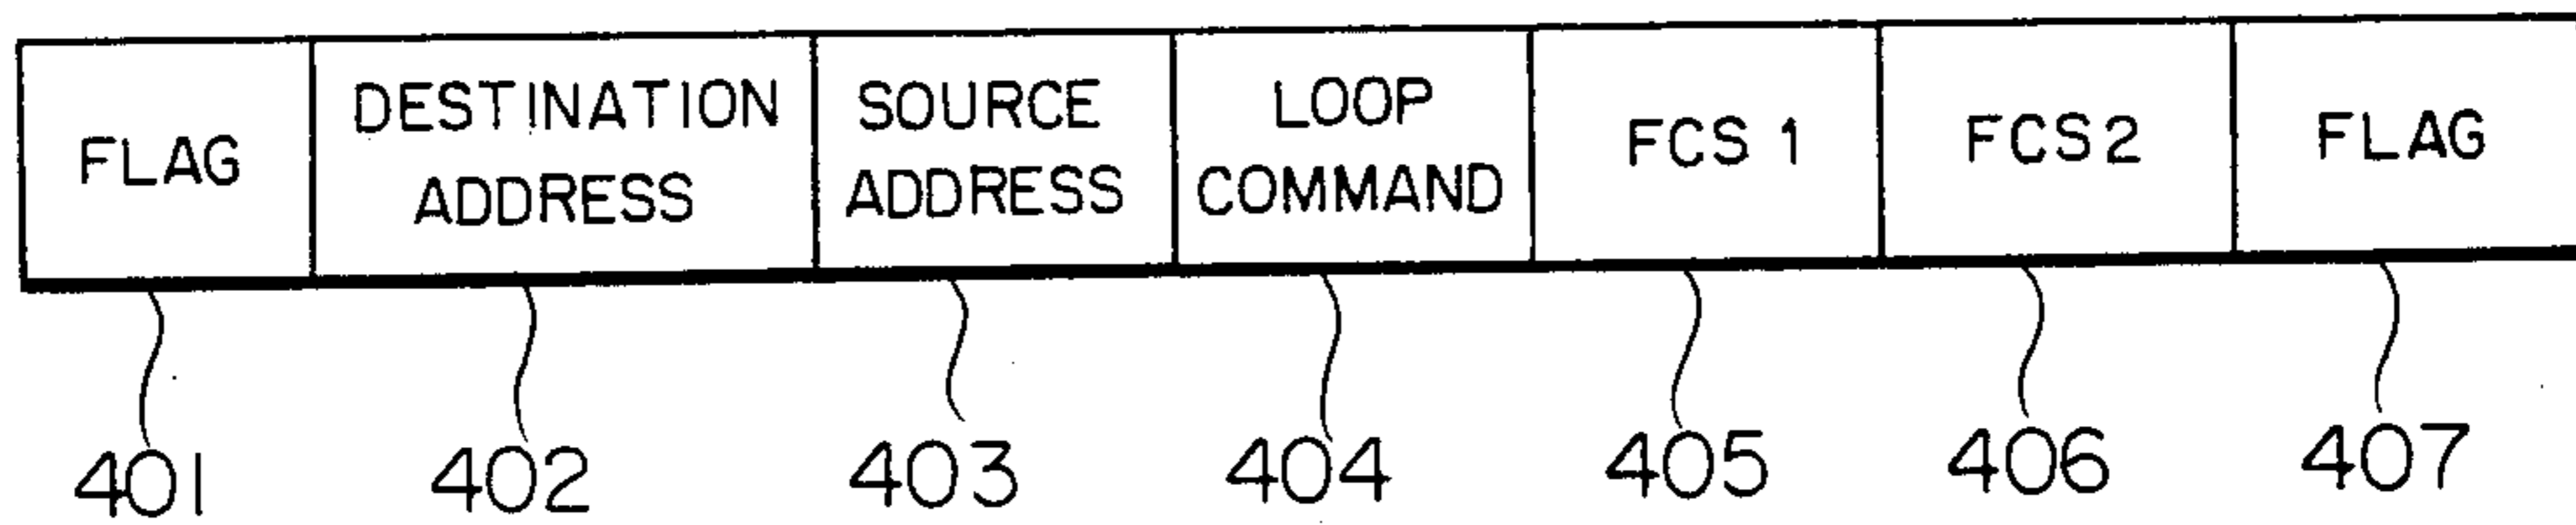 FLAG
DESTINATION
ADDRESS
SOURCE
ADDRESS
LOOP
COMMAND
FCS 1
FCS 2
FLAG
401
402
403
404
405
406
407